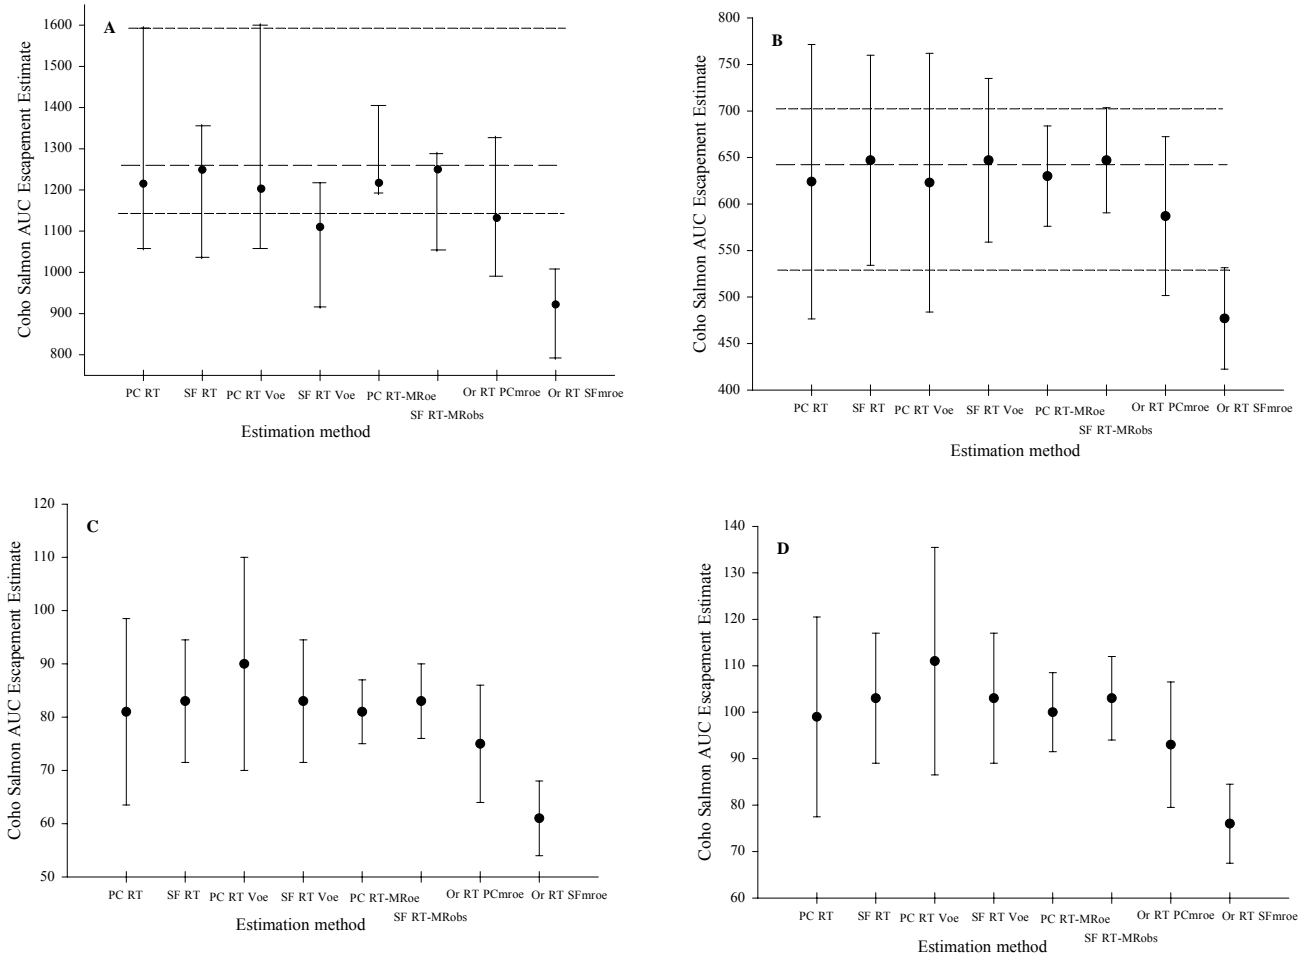 A
Coho Salmon AUC Escapement Estimate
1600
1500
1400
1300
1200
1100
1000
900
800
PC RT
SF RT
PC RT Voe
SF RT Voe
PC RT-MRoe
SF RT-MRobs
Or RT PCmroe
Or RT SFmroe
Estimation method
B
Coho Salmon AUC Escapement Estimate
800
750
700
650
600
550
500
450
400
PC RT
SF RT
PC RT Voe
SF RT Voe
PC RT-MRoe
SF RT-MRobs
Or RT PCmroe
Or RT SFmroe
Estimation method
C
Coho Salmon AUC Escapement Estimate
120
110
100
90
80
70
60
50
PC RT
SF RT
PC RT Voe
SF RT Voe
PC RT-MRoe
SF RT-MRobs
Or RT PCmroe
Or RT SFmroe
Estimation method
D
Coho Salmon AUC Escapement Estimate
140
130
120
110
100
90
80
70
60
PC RT
SF RT
PC RT Voe
SF RT Voe
PC RT-MRoe
SF RT-MRobs
Or RT PCmroe
Or RT SFmroe
Estimation method